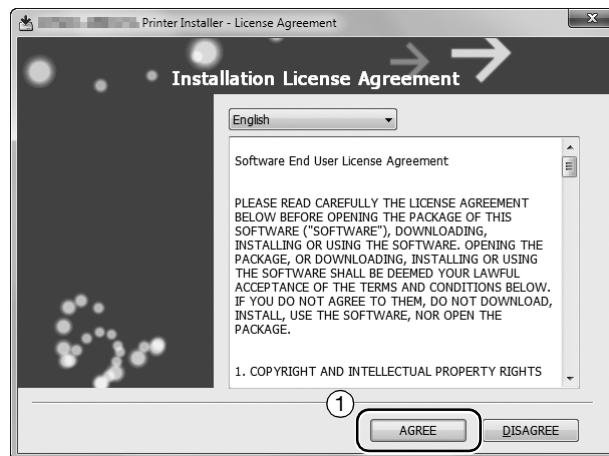 Printer Installer - License Agreement
Installation License Agreement
English
Software End User License Agreement
PLEASE READ CAREFULLY THE LICENSE AGREEMENT
BELOW BEFORE OPENING THE PACKAGE OF THIS
SOFTWARE ("SOFTWARE"), DOWNLOADING,
INSTALLING OR USING THE SOFTWARE. OPENING THE
PACKAGE, OR DOWNLOADING, INSTALLING OR USING
THE SOFTWARE SHALL BE DEEMED YOUR LAWFUL
ACCEPTANCE OF THE TERMS AND CONDITIONS BELOW.
IF YOU DO NOT AGREE TO THEM, DO NOT DOWNLOAD,
INSTALL, USE THE SOFTWARE, NOR OPEN THE
PACKAGE.
1. COPYRIGHT AND INTELLECTUAL PROPERTY RIGHTS
1
AGREE DISAGREE